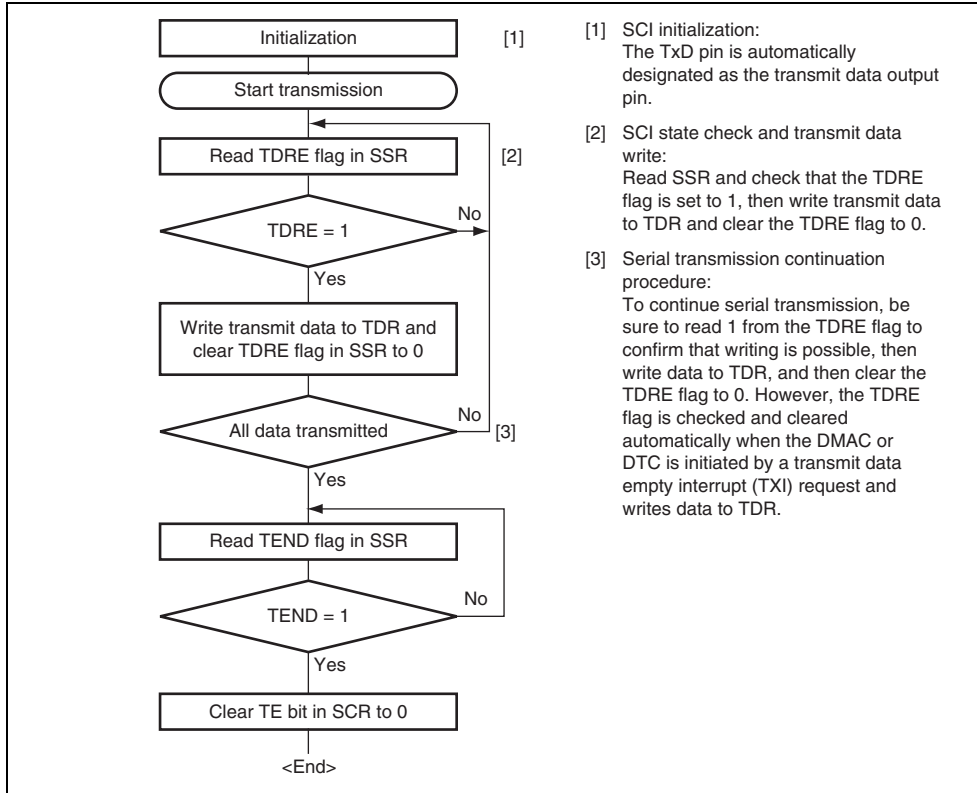 Initialization
[1]
Start transmission
Read TDRE flag in SSR
[2]
No
TDRE = 1
Yes
Write transmit data to TDR and
clear TDRE flag in SSR to 0
No
All data transmitted
[3]
Yes
Read TEND flag in SSR
No
TEND = 1
Yes
Clear TE bit in SCR to 0
<End>
[1] SCI initialization:
The TxD pin is automatically
designated as the transmit data output
pin.
[2] SCI state check and transmit data
write:
Read SSR and check that the TDRE
flag is set to 1, then write transmit data
to TDR and clear the TDRE flag to 0.
[3] Serial transmission continuation
procedure:
To continue serial transmission, be
sure to read 1 from the TDRE flag to
confirm that writing is possible, then
write data to TDR, and then clear the
TDRE flag to 0. However, the TDRE
flag is checked and cleared
automatically when the DMAC or
DTC is initiated by a transmit data
empty interrupt (TXI) request and
writes data to TDR.